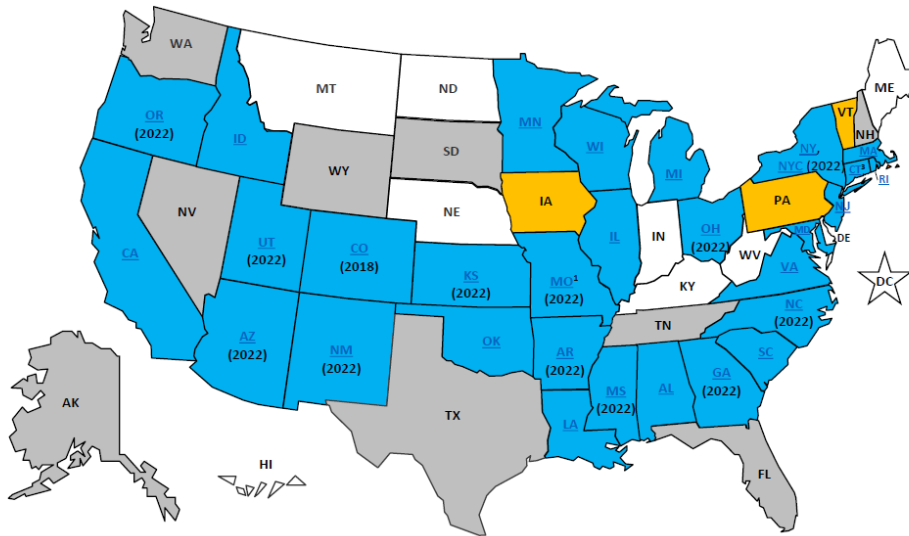 WA
MT
ND
ME
OR
(2022)
ID
MN
VT
NH
SD
WI
NY
NYC (2022)
MA
CT³
RI
WY
MI
NV
NE
IA
PA
NJ
CA
UT
(2022)
CO
(2018)
IL
IN
OH
(2022)
MD
DE
WV
KS
(2022)
MO¹
(2022)
KY
VA
DC
TN
NC
(2022)
AZ
(2022)
NM
(2022)
OK
AR
(2022)
SC
MS
(2022)
AL
GA
(2022)
AK
TX
LA
HI
FL